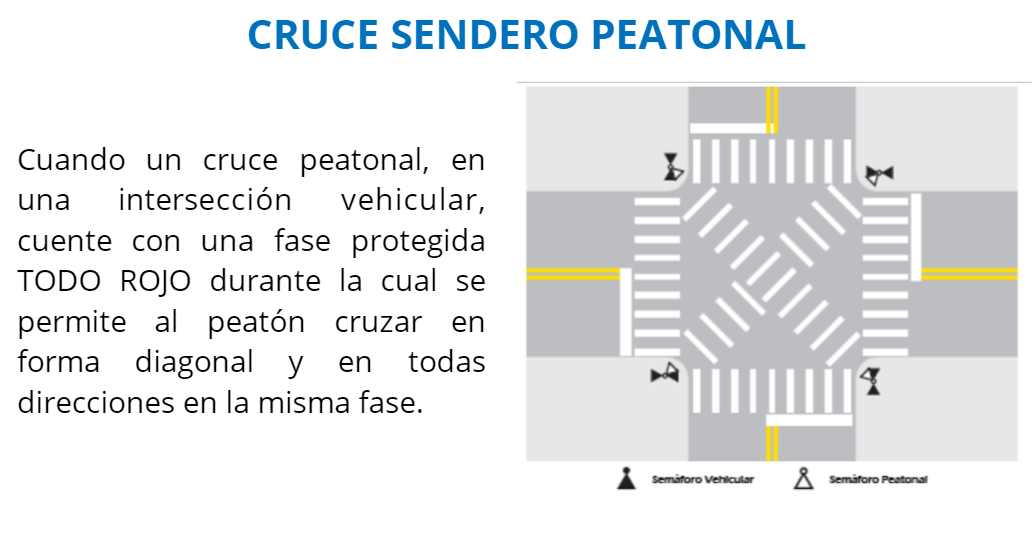 CRUCE SENDERO PEATONAL
Cuando un cruce peatonal, en
una intersección vehicular,
cuente con una fase protegida
TODO ROJO durante la cual se
permite al peatón cruzar en
forma diagonal y en todas
direcciones en la misma fase.
Semáforo Vehicular
Semáforo Peatonal